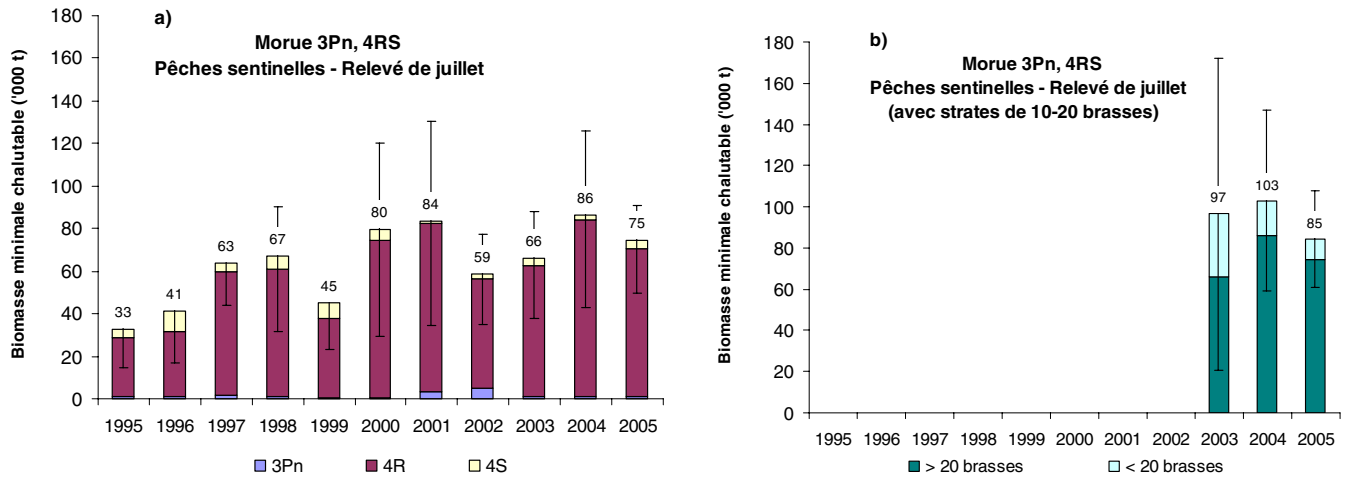 a)
Morue 3Pn, 4RS
Pêches sentinelles - Relevé de juillet
Biomasse minimale chalutable ('000 t)
180
160
140
120
100
80
60
40
20
0
33
41
63
67
45
80
84
59
66
86
75
1995 1996 1997 1998 1999 2000 2001 2002 2003 2004 2005
3Pn 4R 4S
b)
Morue 3Pn, 4RS
Pêches sentinelles - Relevé de juillet
(avec strates de 10-20 brasses)
Biomasse minimale chalutable ('000 t)
180
160
140
120
100
80
60
40
20
0
97
103
85
1995 1996 1997 1998 1999 2000 2001 2002 2003 2004 2005
> 20 brasses < 20 brasses